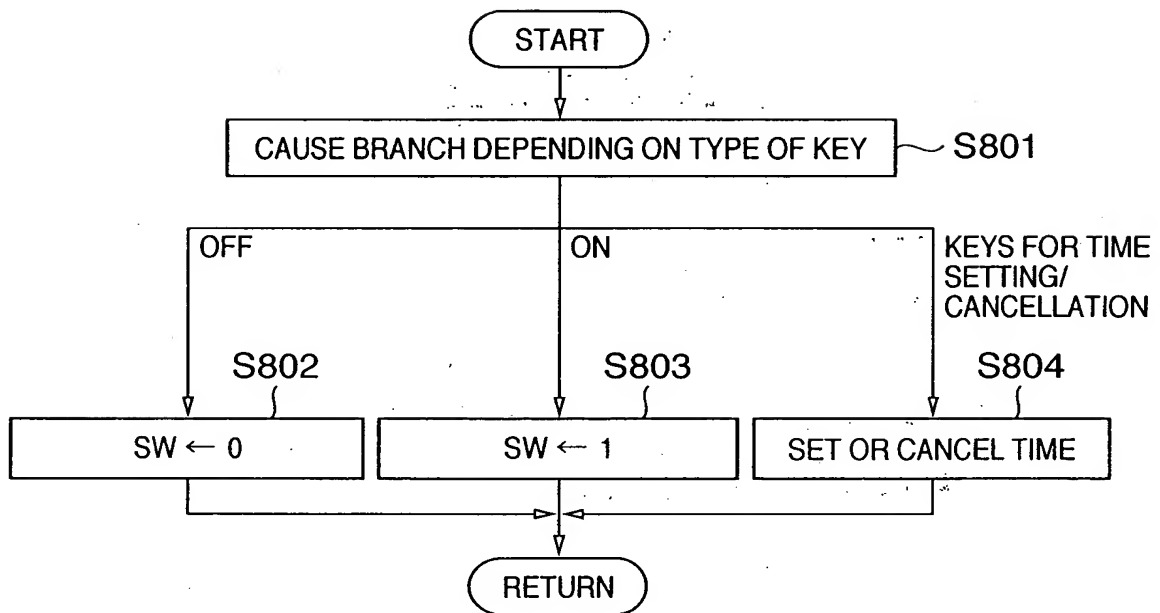 START
CAUSE BRANCH DEPENDING ON TYPE OF KEY
S801
OFF
ON
KEYS FOR TIME
SETTING/
CANCELLATION
S802
S803
S804
SW ← 0
SW ← 1
SET OR CANCEL TIME
RETURN